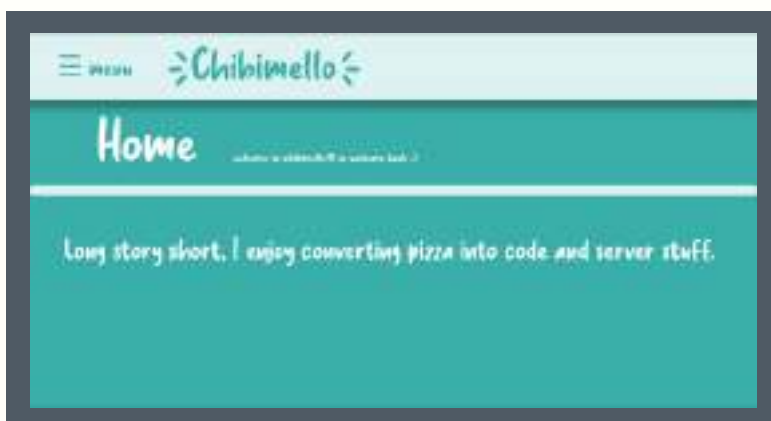 menu
Chibimello
Home
Long story short, I enjoy converting pizza into code and server stuff.